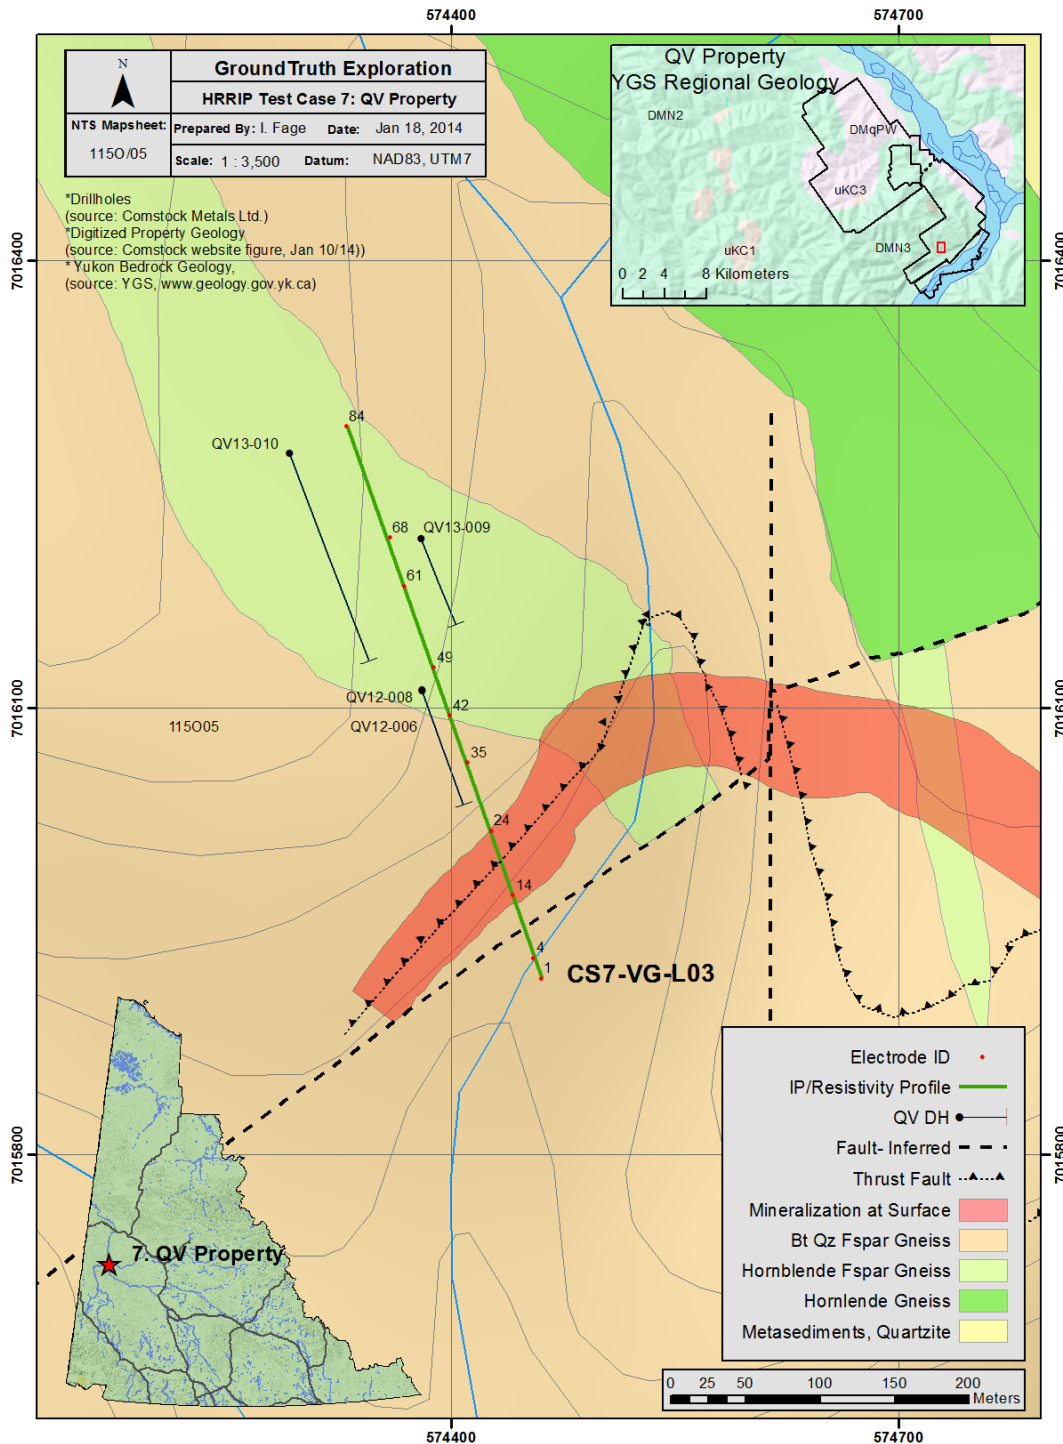 574400
574700
N
GroundTruth Exploration
HRRIP Test Case 7: QV Property
NTS Mapsheet:
115O/05
Prepared By: I. Fage Date: Jan 18, 2014
Scale: 1 : 3,500 Datum: NAD83, UTM7
*Drillholes
(source: Comstock Metals Ltd.)
*Digitized Property Geology
(source: Comstock website figure, Jan 10/14))
* Yukon Bedrock Geology,
(source: YGS, www.geology.gov.yk.ca)
QV Property
YGS Regional Geology
DMN2
DMqPW
uKC3
uKC1
DMN3
0 2 4 8 Kilometers
7016400
7016400
84
QV13-010
68
QV13-009
61
49
QV12-008
42
QV12-006
115O05
35
24
14
4
1
CS7-VG-L03
7016100
7016100
7015800
7015800
7. QV Property
Electrode ID
IP/Resistivity Profile
QV DH
Fault- Inferred
Thrust Fault
Mineralization at Surface
Bt Qz Fspar Gneiss
Hornblende Fspar Gneiss
Hornlende Gneiss
Metasediments, Quartzite
0 25 50 100 150 200
Meters
574400
574700